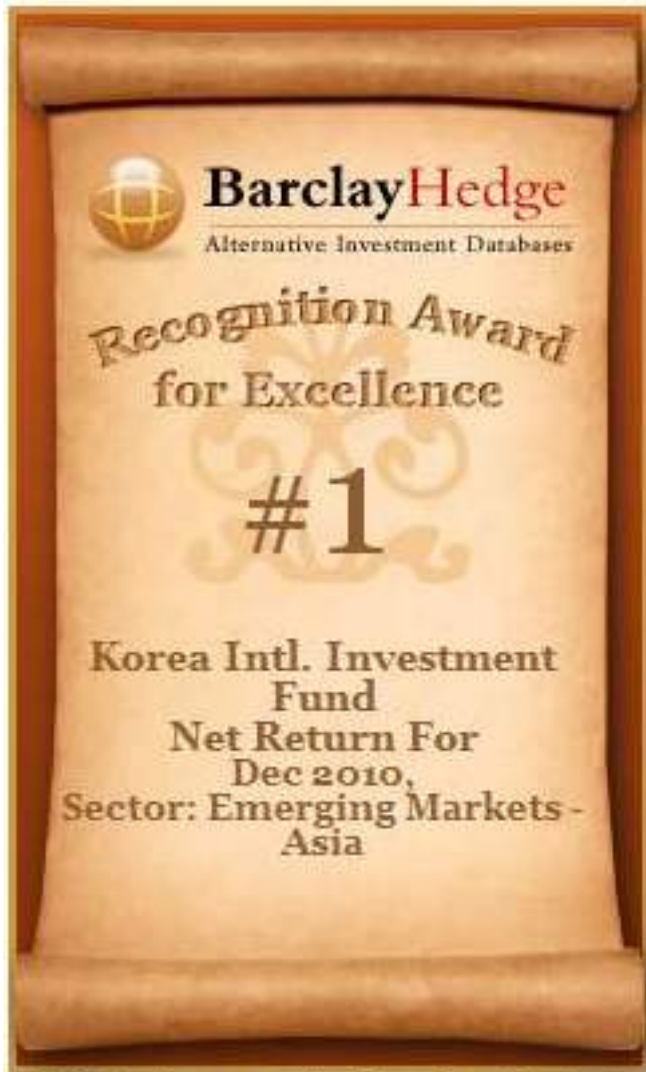 BarclayHedge
Alternative Investment Databases
Recognition Award
for Excellence
#1
Korea Intl. Investment
Fund
Net Return For
Dec 2010,
Sector: Emerging Markets -
Asia